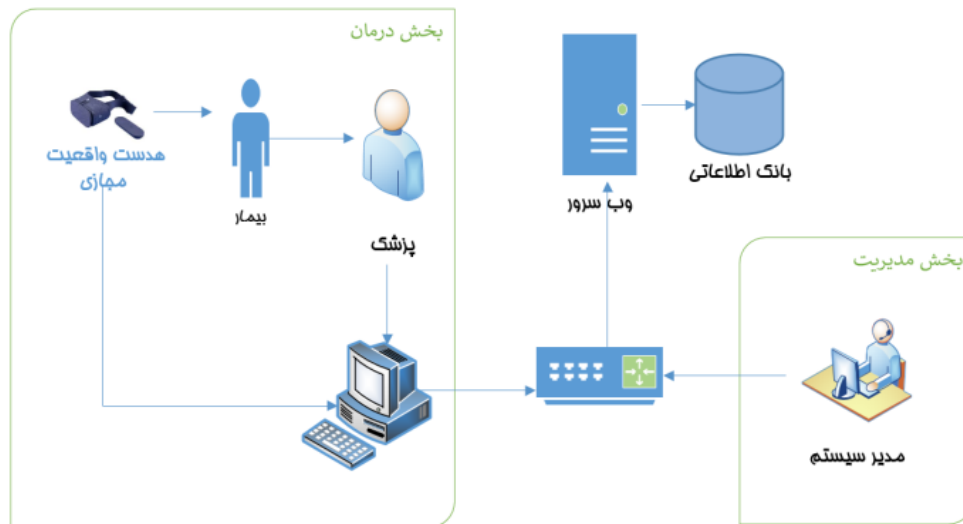 بخش درمان
هدست واقعیت
مجازی
بیمار
پزشک
وب سرور
بانک اطلاعاتی
بخش مدیریت
مدیر سیستم